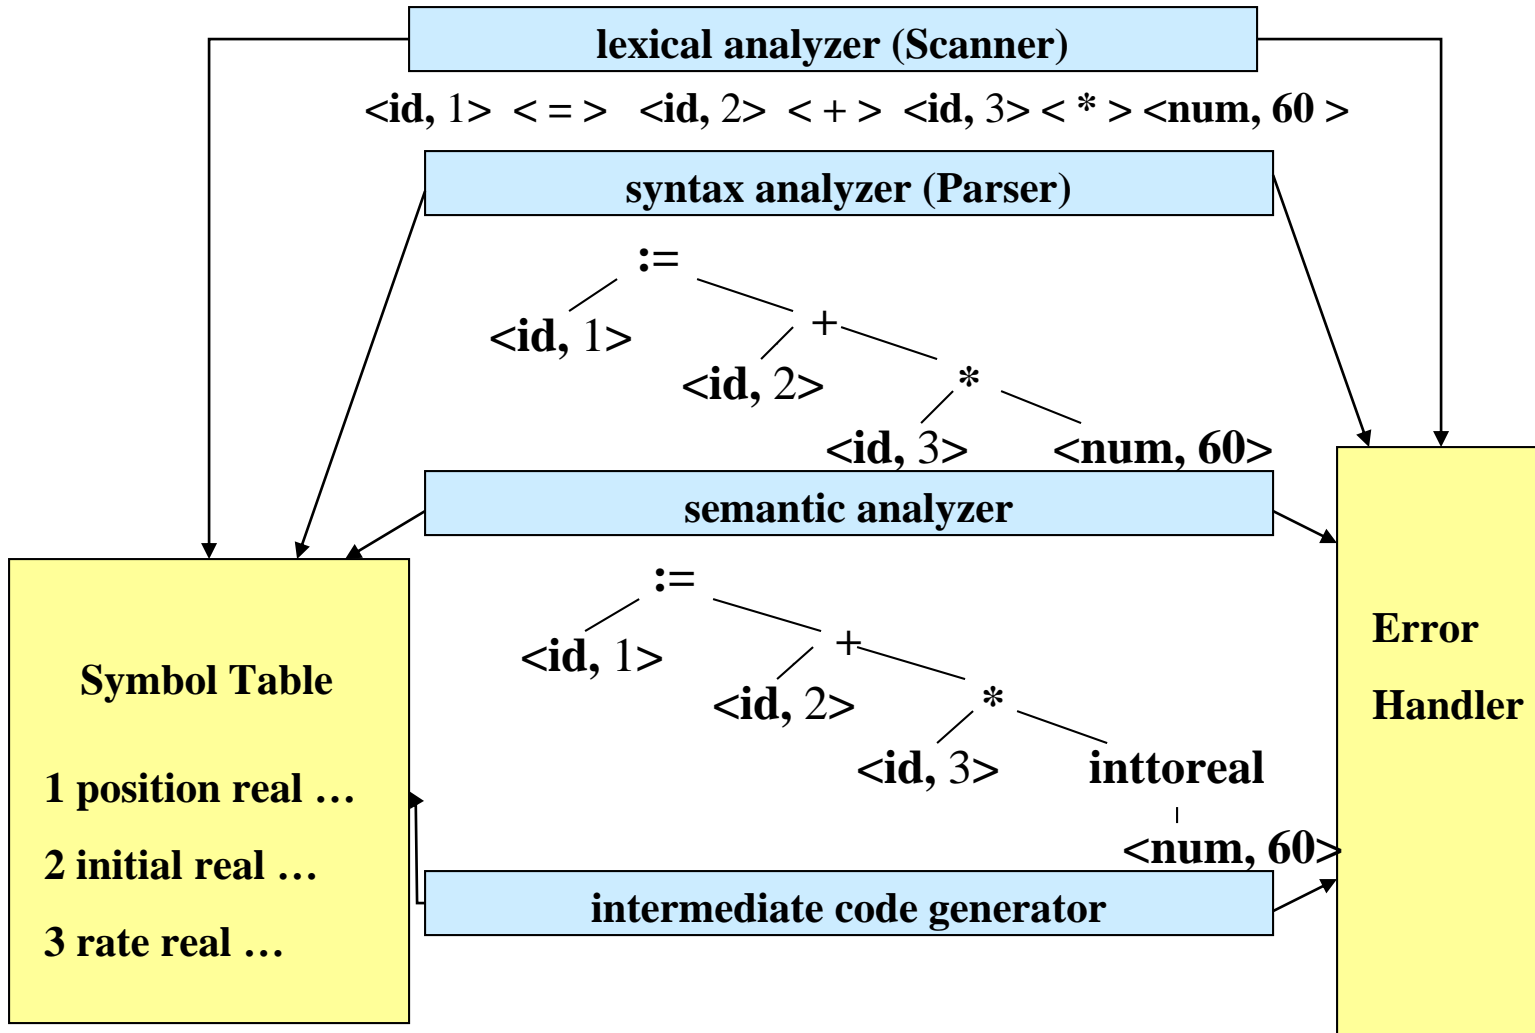 lexical analyzer (Scanner)
<id, 1> < = > <id, 2> < + > <id, 3> < * > <num, 60 >
syntax analyzer (Parser)
:=
<id, 1> +
<id, 2> *
<id, 3> <num, 60>
semantic analyzer
:=
<id, 1> +
<id, 2> *
<id, 3> inttoreal
<num, 60>
intermediate code generator
Symbol Table
1 position real …
2 initial real …
3 rate real …
Error
Handler